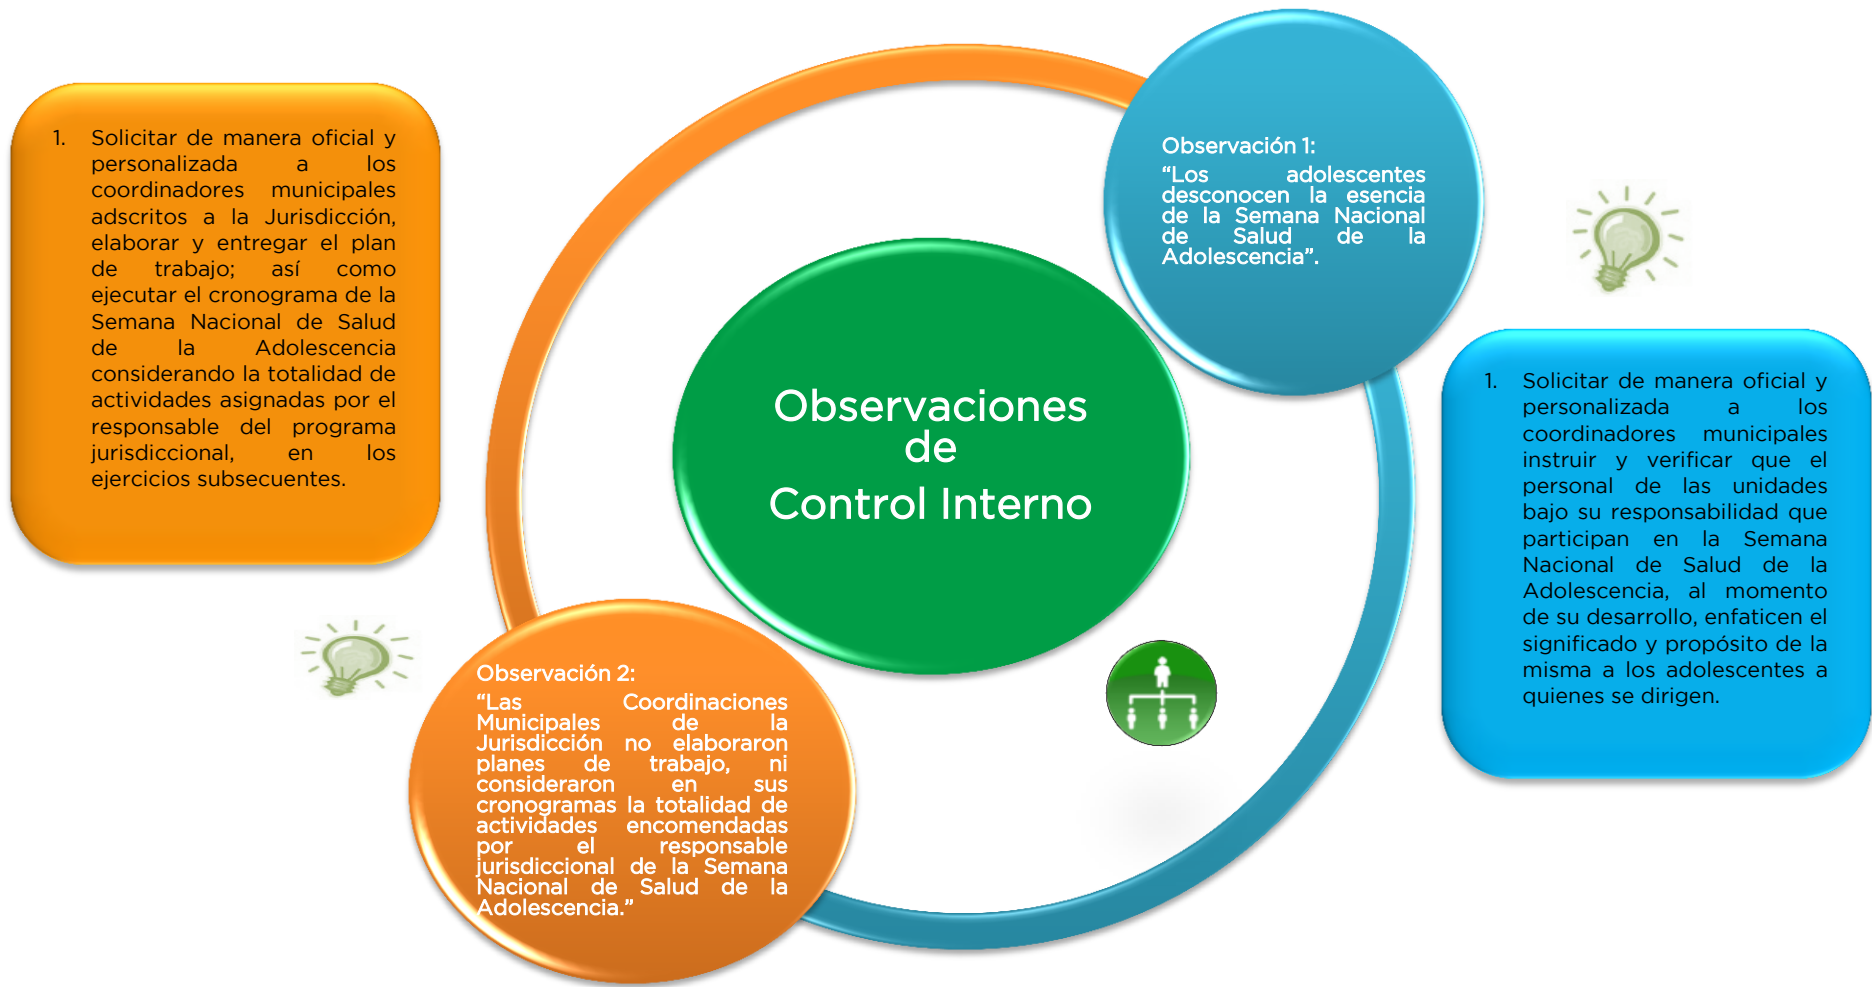 1. Solicitar de manera oficial y
personalizada a los
coordinadores municipales
adscritos a la Jurisdicción,
elaborar y entregar el plan
de trabajo; así como
ejecutar el cronograma de la
Semana Nacional de Salud
de la Adolescencia
considerando la totalidad de
actividades asignadas por el
responsable del programa
jurisdiccional, en los
ejercicios subsecuentes.
Observación 1:
“Los adolescentes
desconocen la esencia
de la Semana Nacional
de Salud de la
Adolescencia”.
Observaciones
de
Control Interno
1. Solicitar de manera oficial y
personalizada a los
coordinadores municipales
instruir y verificar que el
personal de las unidades
bajo su responsabilidad que
participan en la Semana
Nacional de Salud de la
Adolescencia, al momento
de su desarrollo, enfaticen el
significado y propósito de la
misma a los adolescentes a
quienes se dirigen.
Observación 2:
“Las Coordinaciones
Municipales de la
Jurisdicción no elaboraron
planes de trabajo, ni
consideraron en sus
cronogramas la totalidad de
actividades encomendadas
por el responsable
jurisdiccional de la Semana
Nacional de Salud de la
Adolescencia.”